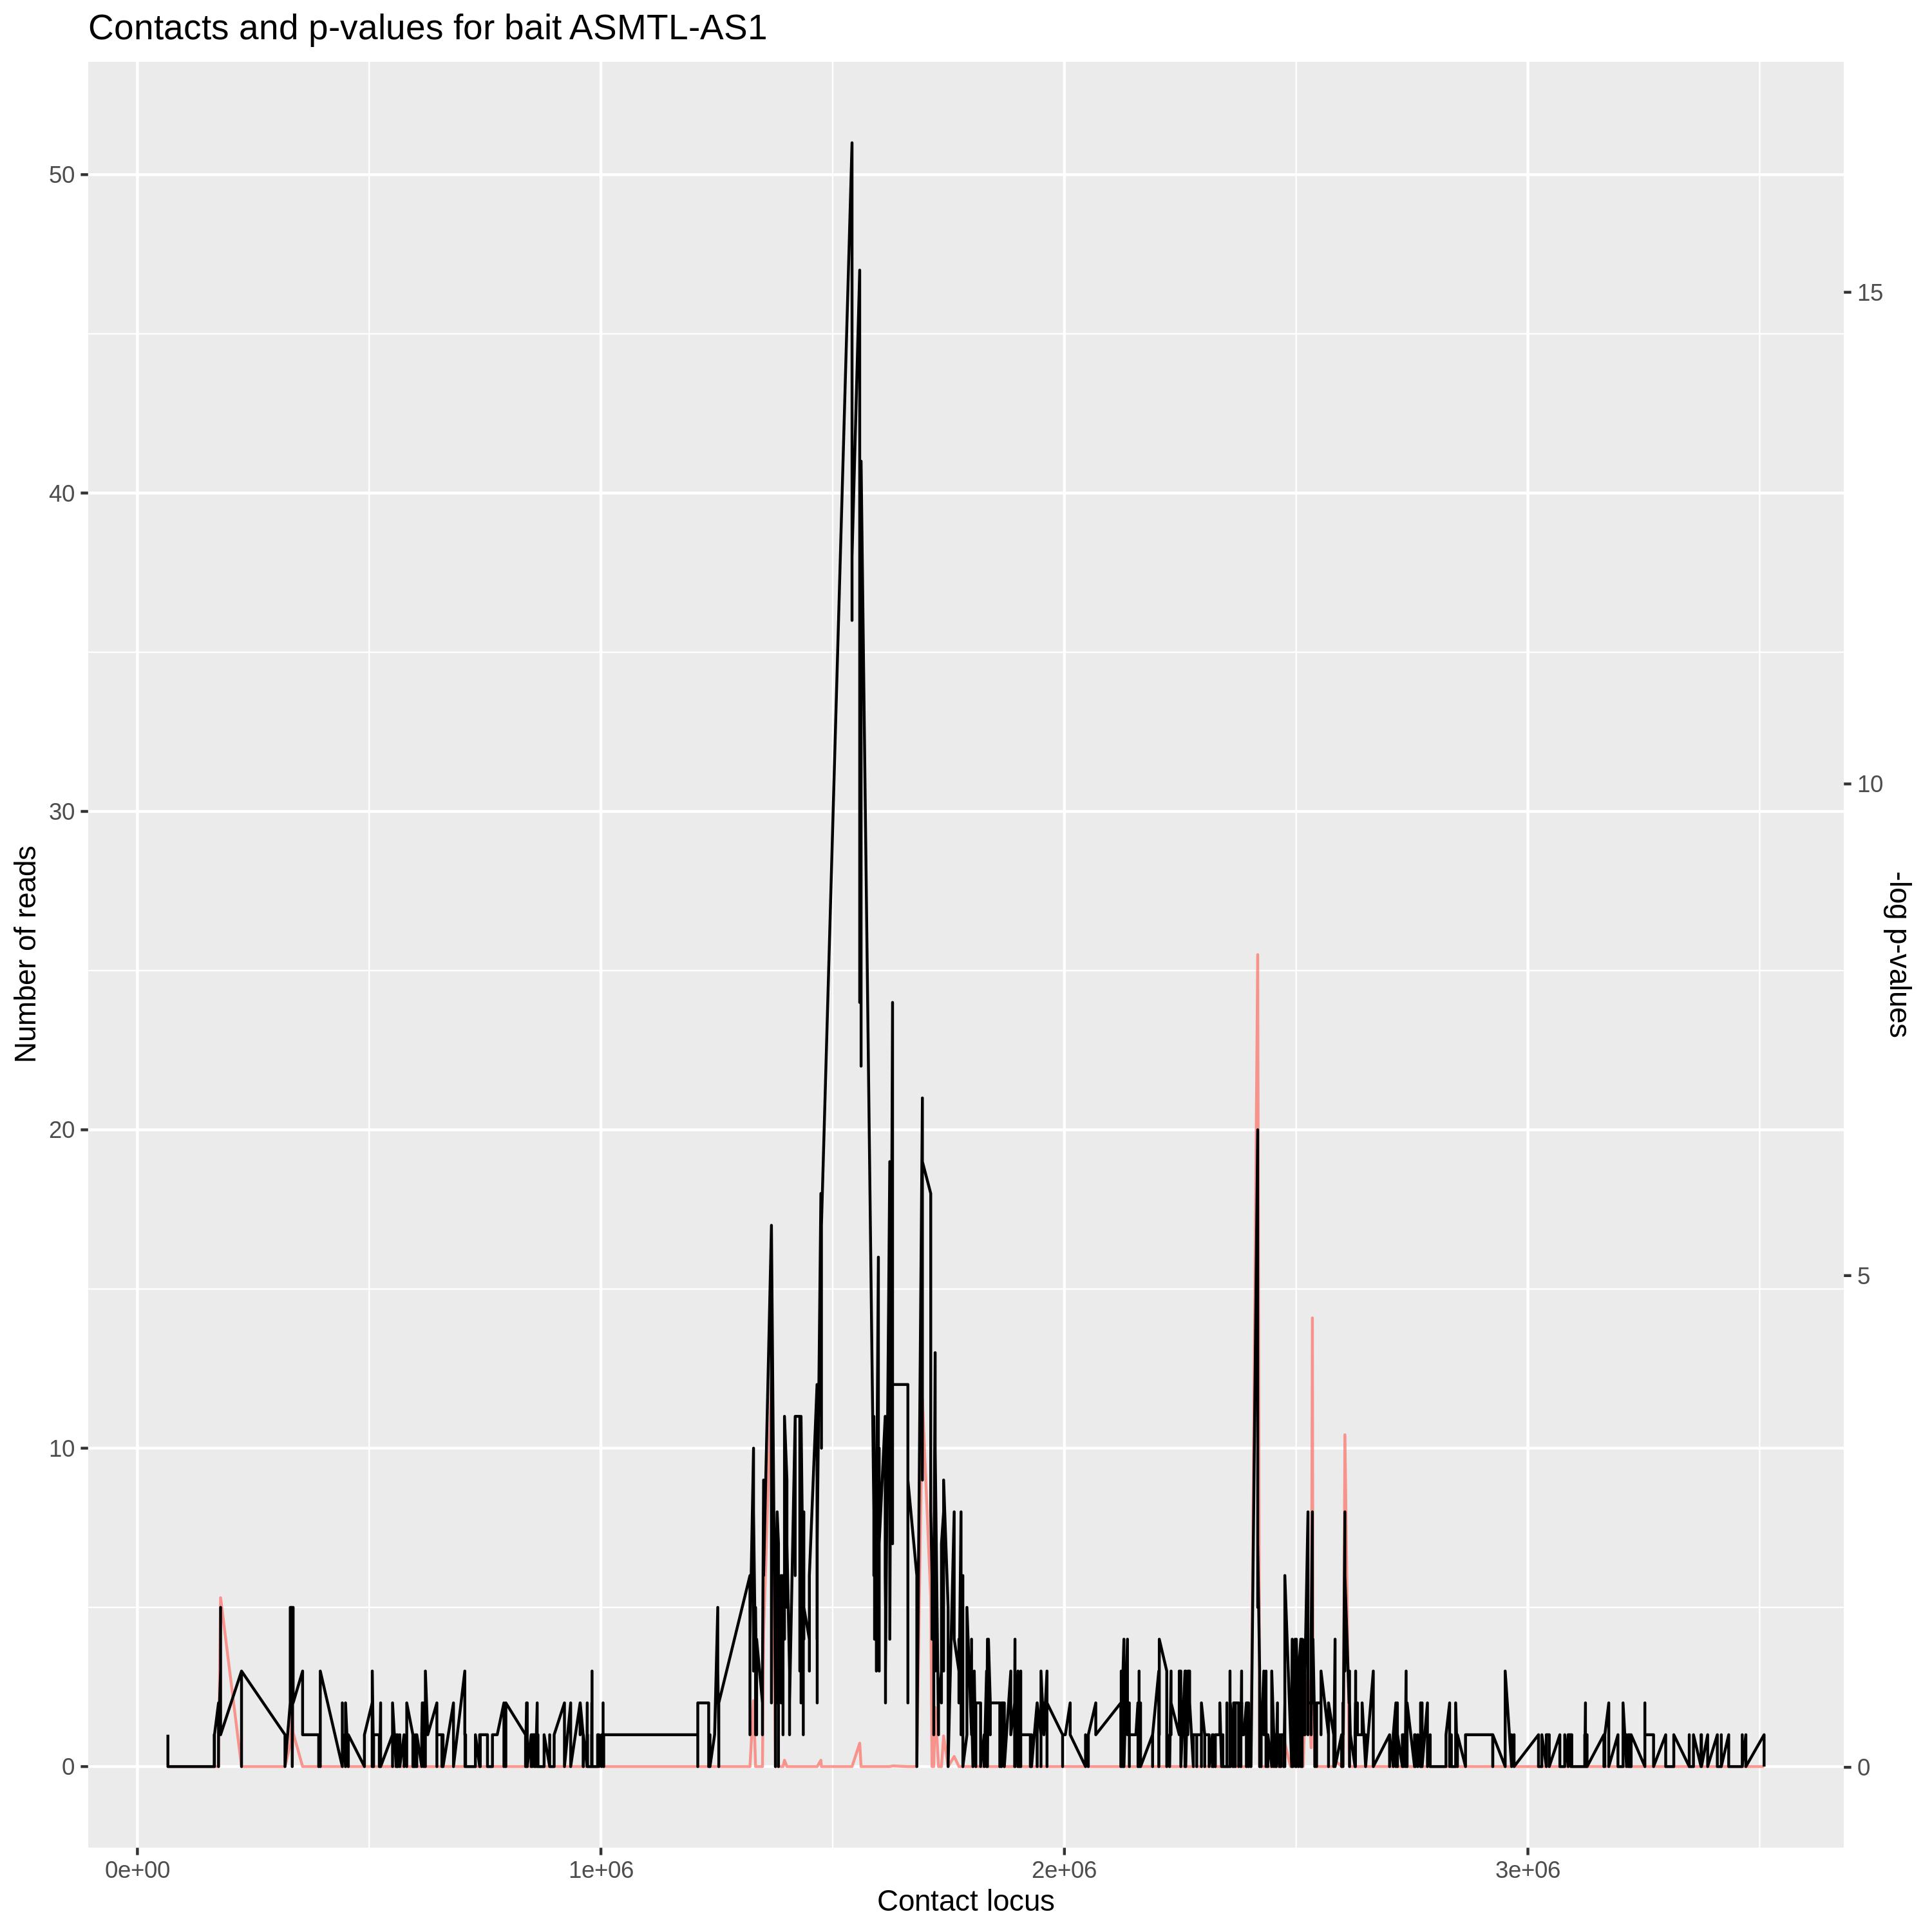 Contacts and p-values for bait ASMTL-AS1
50
40
30
20
10
0
Number of reads
15
10
5
0
-log p-values
0e+00
1e+06
2e+06
3e+06
Contact locus